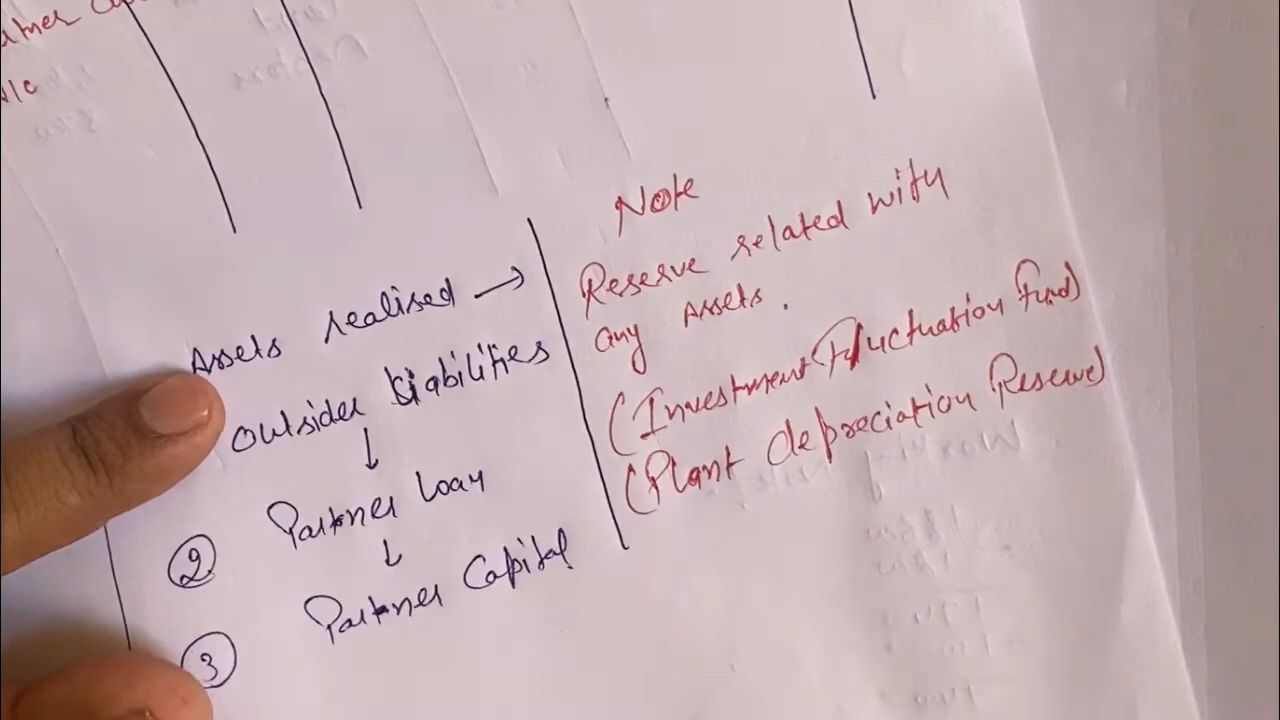 A/c
Assets realised →
Outsider Liabilities
↓
② Partner Loan
↓
③ Partner Capital
Note
Reserve related with
any Assets.
(Investment Fluctuation Fund)
(Plant depreciation Reserve)